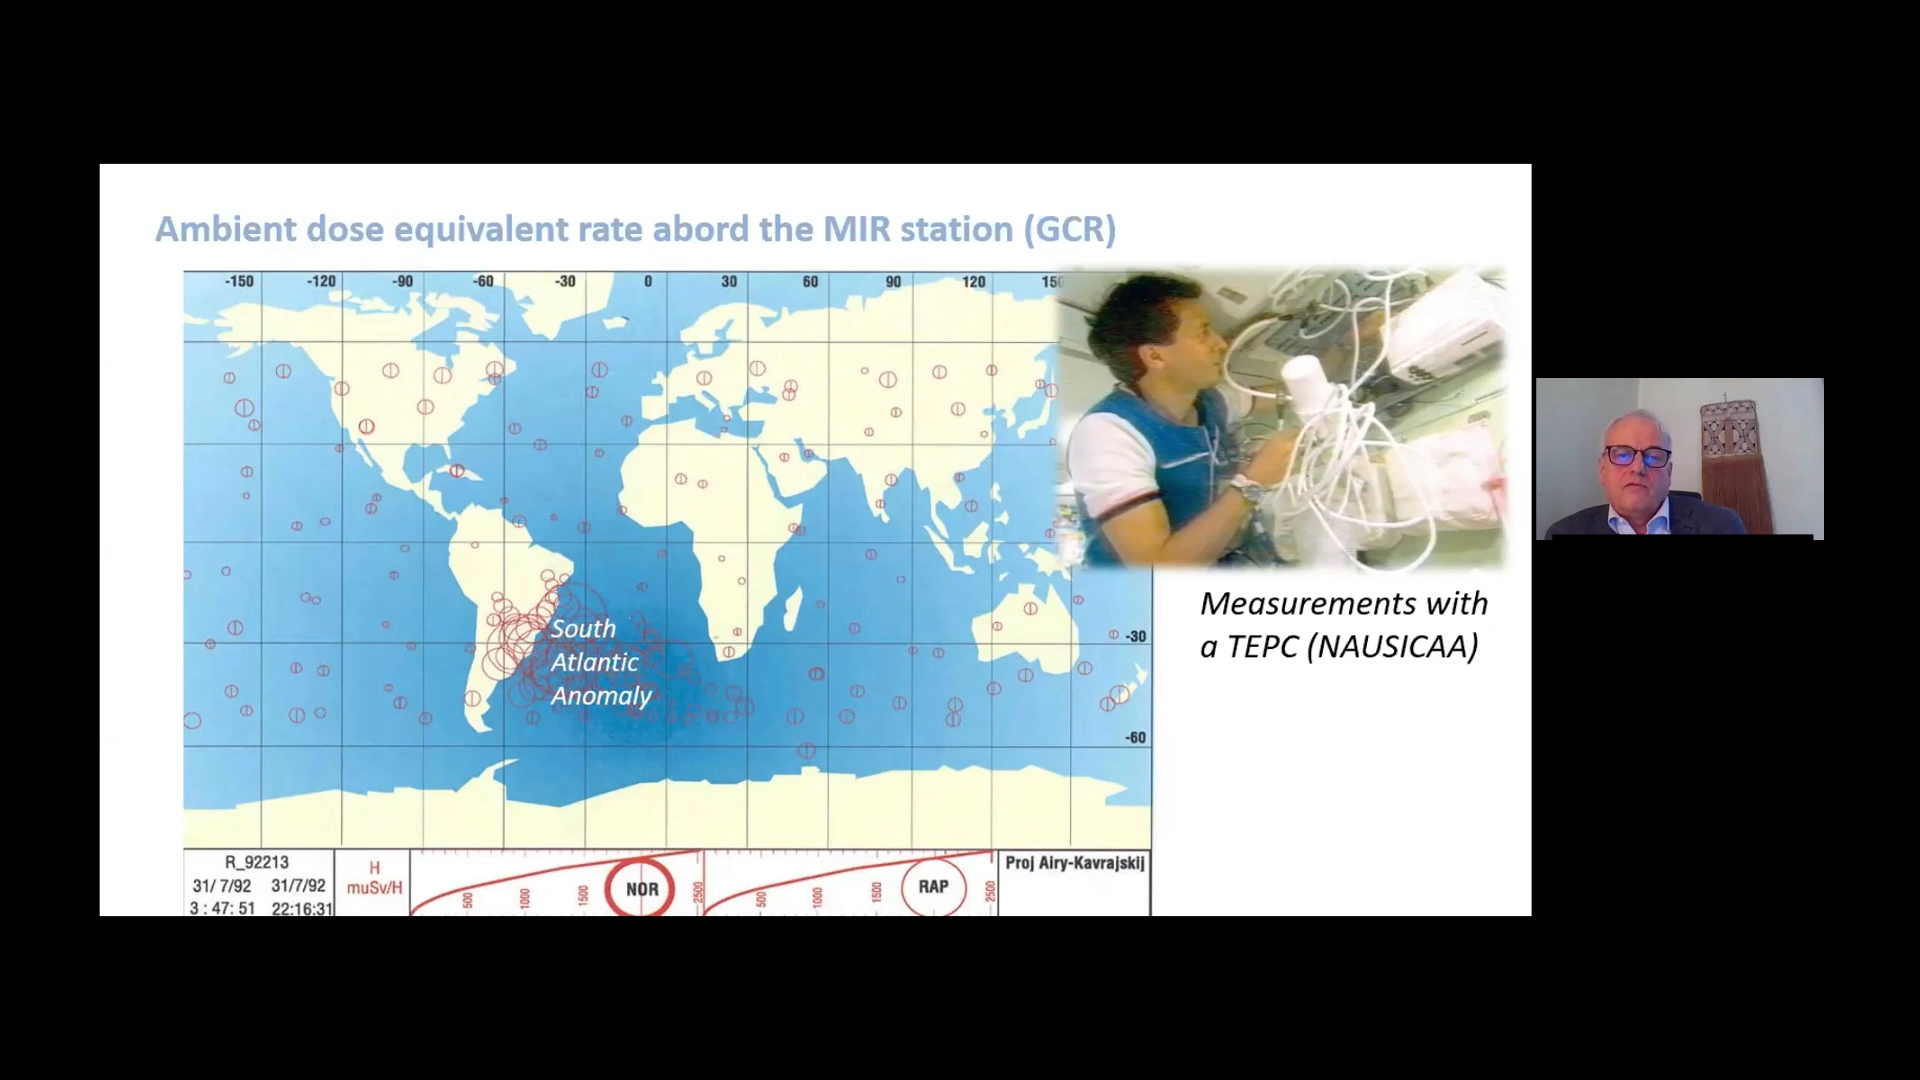 Ambient dose equivalent rate abord the MIR station (GCR)
-150 -120 -90 -60 -30 0 30 60 90 120 150
South
Atlantic
Anomaly
Measurements with
a TEPC (NAUSICAA)
-30
-60
R_92213
31/ 7/92 31/7/92
3 : 47: 51 22:16:31
H
muSv/H
500 1000 1500 NOR 2500
500 1000 1500 RAP 2500
Proj Airy-Kavrajskij